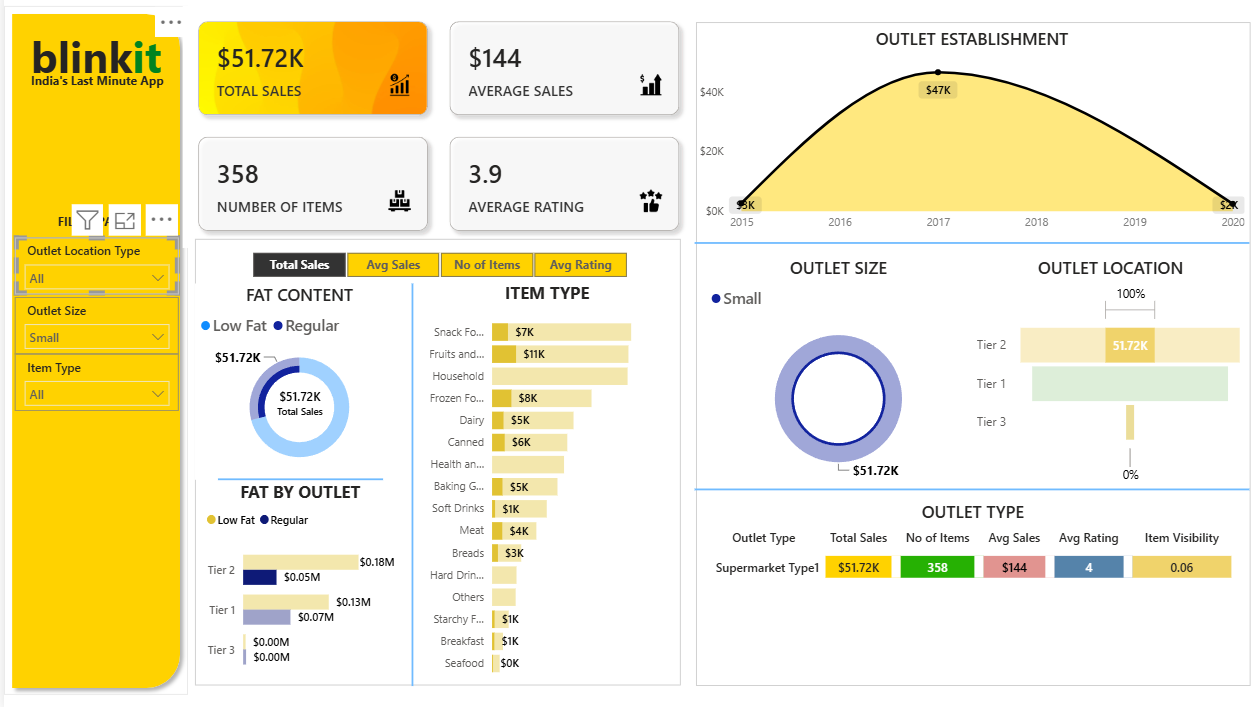 blinkit
India's Last Minute App
Outlet Location Type
All
Outlet Size
Small
Item Type
All
$51.72K
TOTAL SALES
$144
AVERAGE SALES
358
NUMBER OF ITEMS
3.9
AVERAGE RATING
Total Sales
Avg Sales
No of Items
Avg Rating
FAT CONTENT
Low Fat
Regular
$51.72K
$51.72K
Total Sales
FAT BY OUTLET
Low Fat
Regular
Tier 2
$0.18M
$0.05M
Tier 1
$0.13M
$0.07M
Tier 3
$0.00M
$0.00M
ITEM TYPE
Snack Fo... $7K
Fruits and... $11K
Household
Frozen Fo... $8K
Dairy $5K
Canned $6K
Health an...
Baking G... $5K
Soft Drinks $1K
Meat $4K
Breads $3K
Hard Drin...
Others
Starchy F... $1K
Breakfast $1K
Seafood $0K
OUTLET ESTABLISHMENT
$40K
$20K
$0K
$3K
$47K
$2K
2015 2016 2017 2018 2019 2020
OUTLET SIZE
Small
$51.72K
OUTLET LOCATION
100%
Tier 2 51.72K
Tier 1
Tier 3
0%
OUTLET TYPE
Outlet Type Total Sales No of Items Avg Sales Avg Rating Item Visibility
Supermarket Type1 $51.72K 358 $144 4 0.06